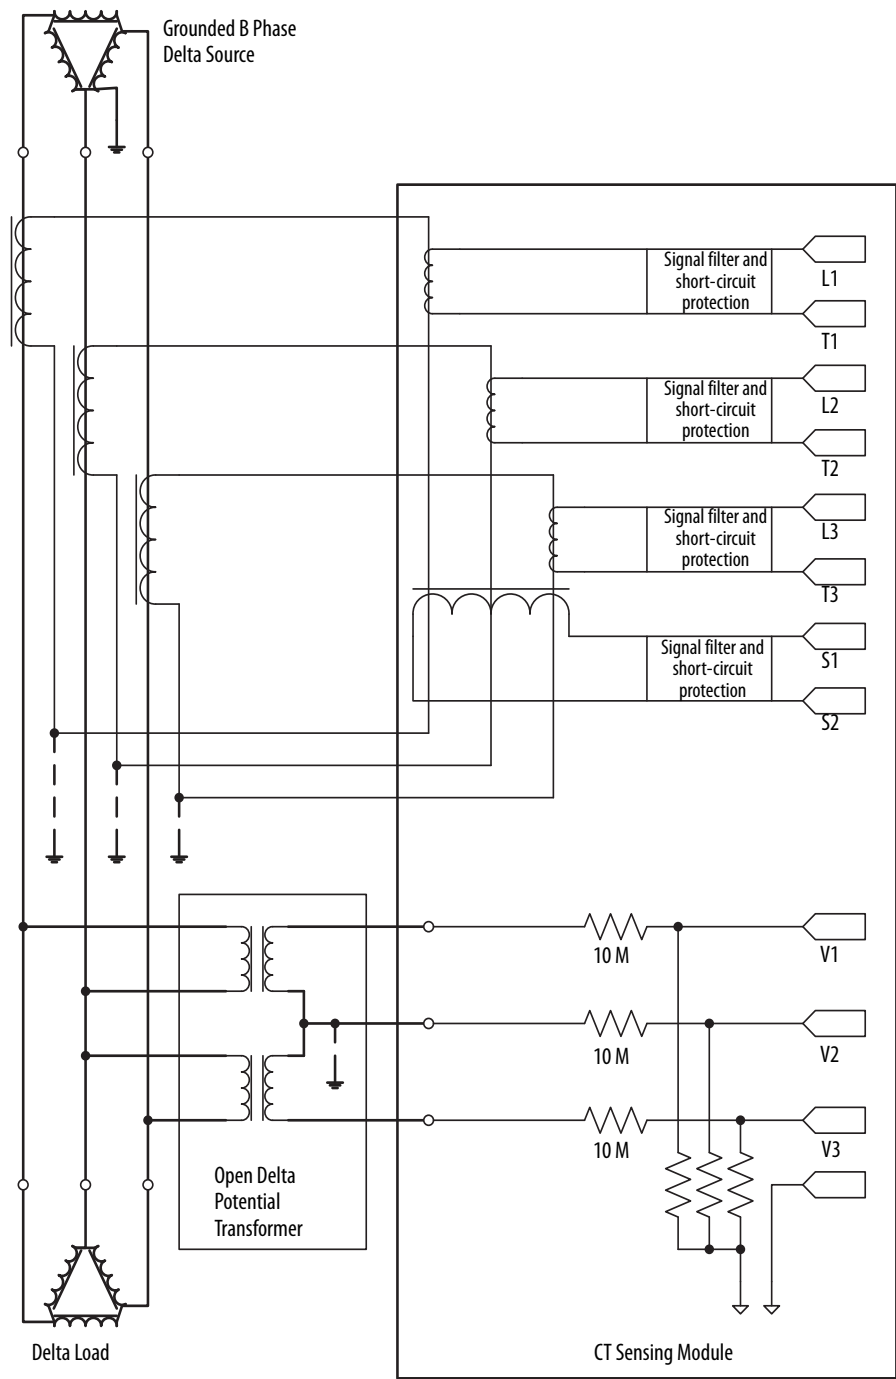 Grounded B Phase
Delta Source
Signal filter and
short-circuit
protection
L1
T1
Signal filter and
short-circuit
protection
L2
T2
Signal filter and
short-circuit
protection
L3
T3
Signal filter and
short-circuit
protection
S1
S2
10 M
V1
10 M
V2
10 M
V3
Open Delta
Potential
Transformer
Delta Load
CT Sensing Module